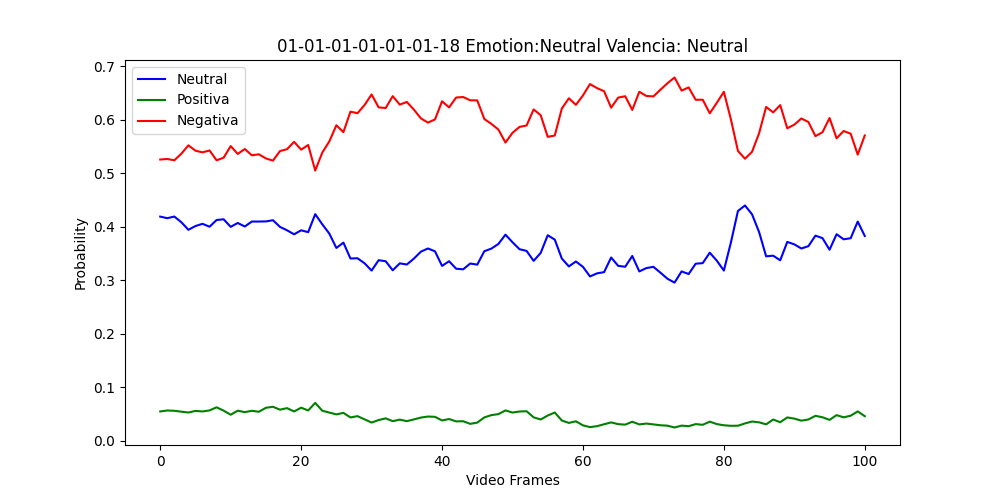 01-01-01-01-01-01-18 Emotion:Neutral Valencia: Neutral
Neutral
Positiva
Negativa
Probability
0.7
0.6
0.5
0.4
0.3
0.2
0.1
0.0
0 20 40 60 80 100
Video Frames